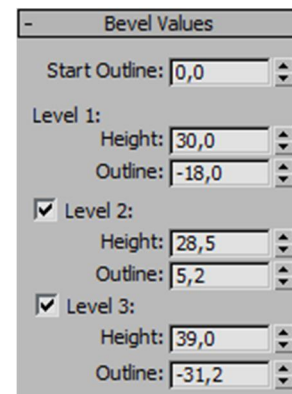 - Bevel Values
Start Outline: 0,0
Level 1:
Height: 30,0
Outline: -18,0
Level 2:
Height: 28,5
Outline: 5,2
Level 3:
Height: 39,0
Outline: -31,2